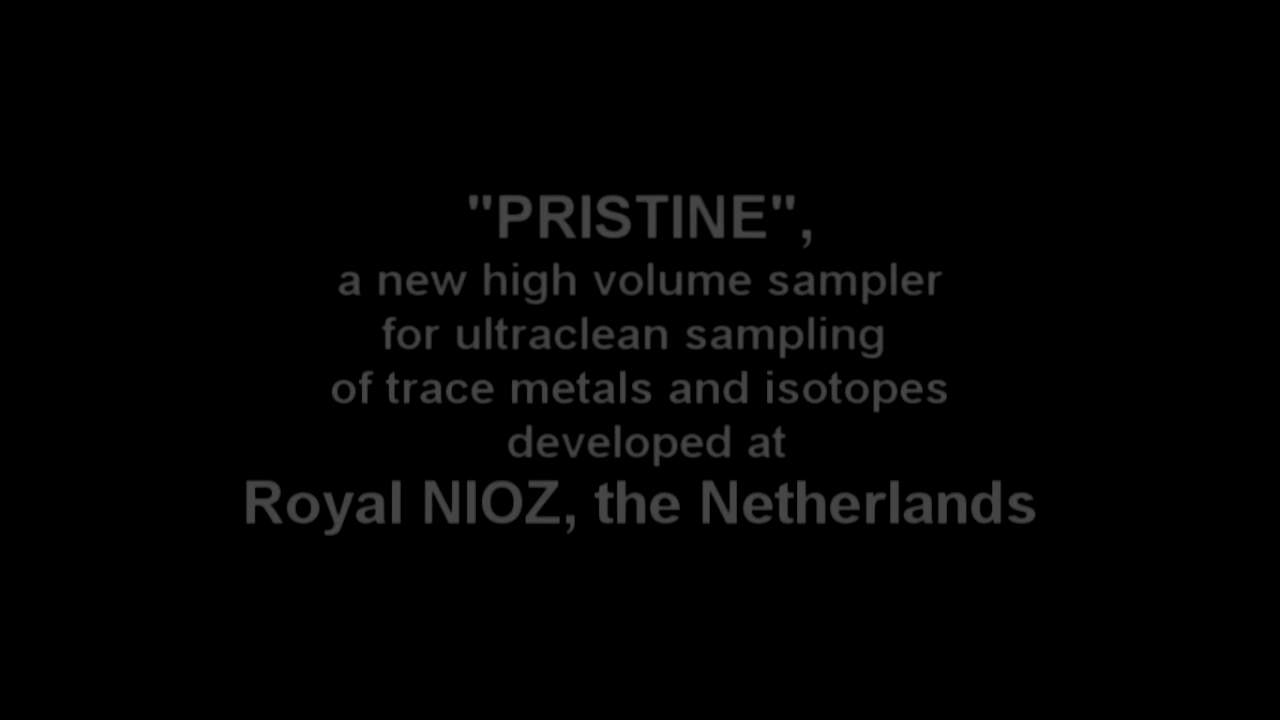 "PRISTINE",
a new high volume sampler
for ultraclean sampling
of trace metals and isotopes
developed at
Royal NIOZ, the Netherlands